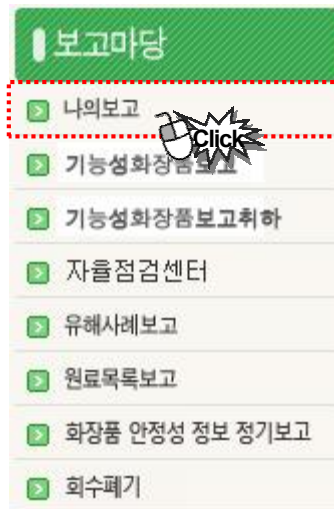 보고마당
나의보고
Click
기능성화장품보고
기능성화장품보고취하
자율점검센터
유해사례보고
원료목록보고
화장품 안정성 정보 정기보고
회수폐기